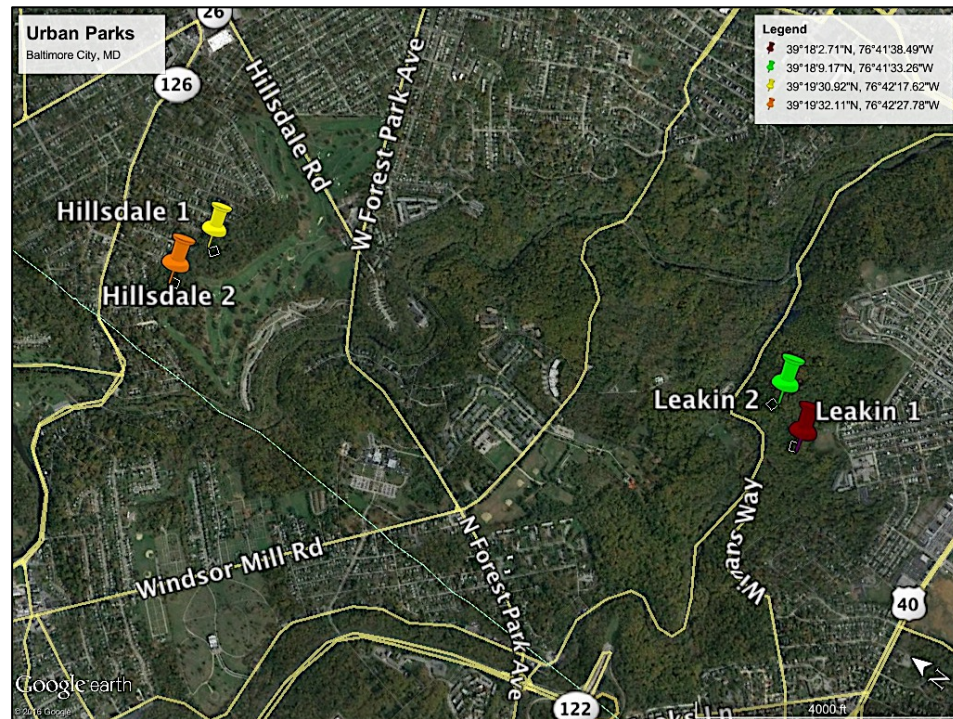 Urban Parks
Baltimore City, MD
Legend
39°18'2.71"N, 76°41'38.49"W
39°18'9.17"N, 76°41'33.26"W
39°19'30.92"N, 76°42'17.62"W
39°19'32.11"N, 76°42'27.78"W
26
126
Hillsdale Rd
W Forest Park Ave
Hillsdale 1
Hillsdale 2
Leakin 2
Leakin 1
Winans Way
Windsor Mill Rd
N Forest Park Ave
40
N
Google earth
© 2016 Google
122
4000 ft